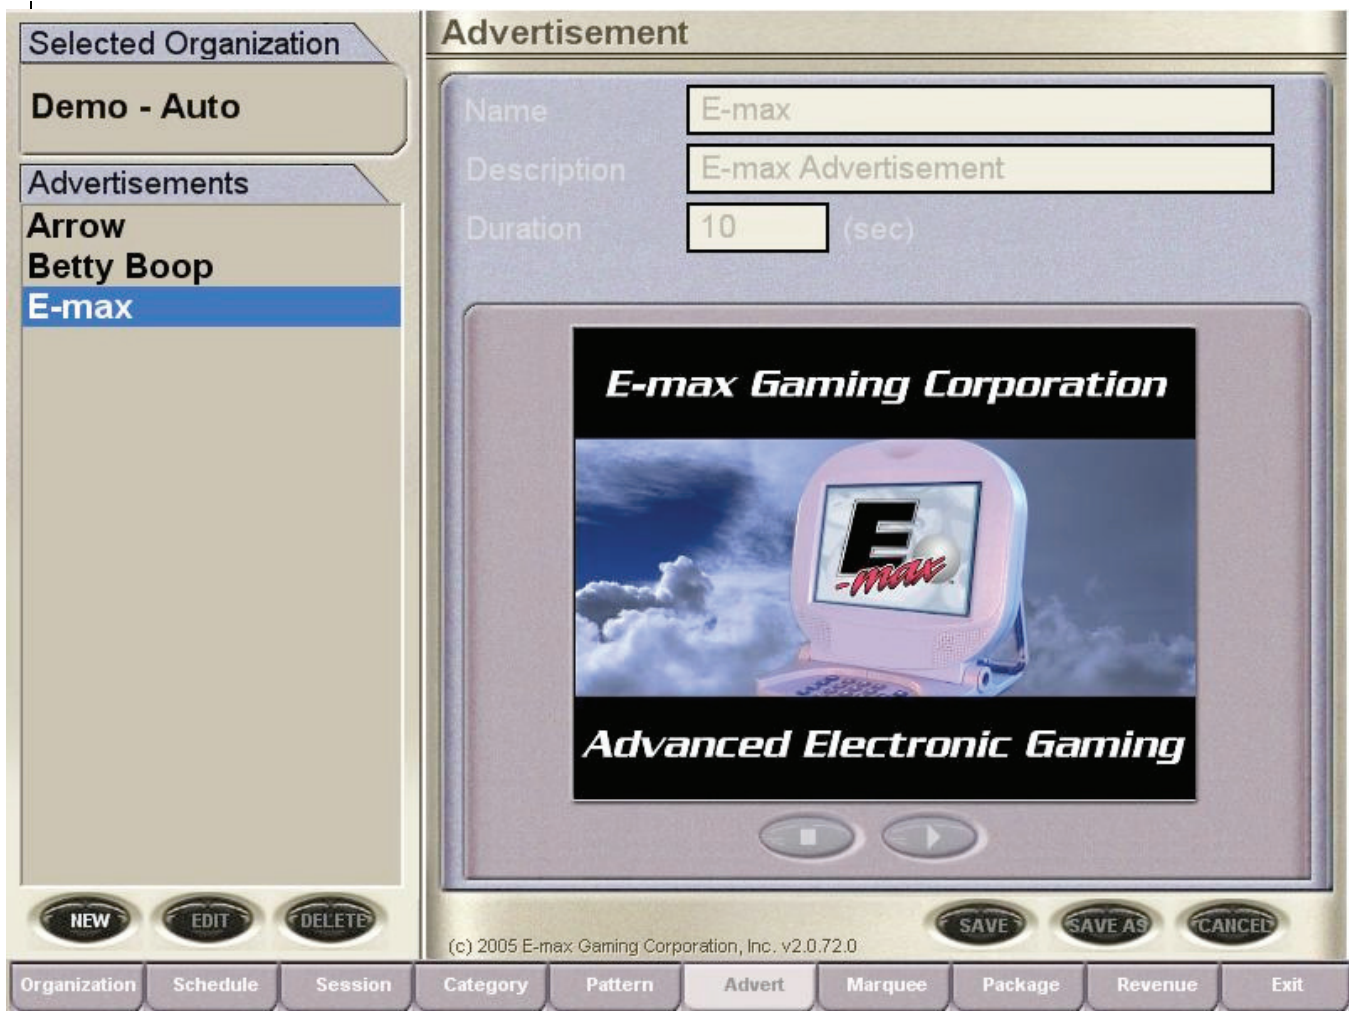 Selected Organization
Demo - Auto
Advertisements
Arrow
Betty Boop
E-max
NEW EDIT DELETE
Advertisement
Name E-max
Description E-max Advertisement
Duration 10 (sec)
E-max Gaming Corporation
E
-max
Advanced Electronic Gaming
SAVE SAVE AS CANCEL
(c) 2005 E-max Gaming Corporation, Inc. v2.0.72.0
Organization Schedule Session Category Pattern Advert Marquee Package Revenue Exit